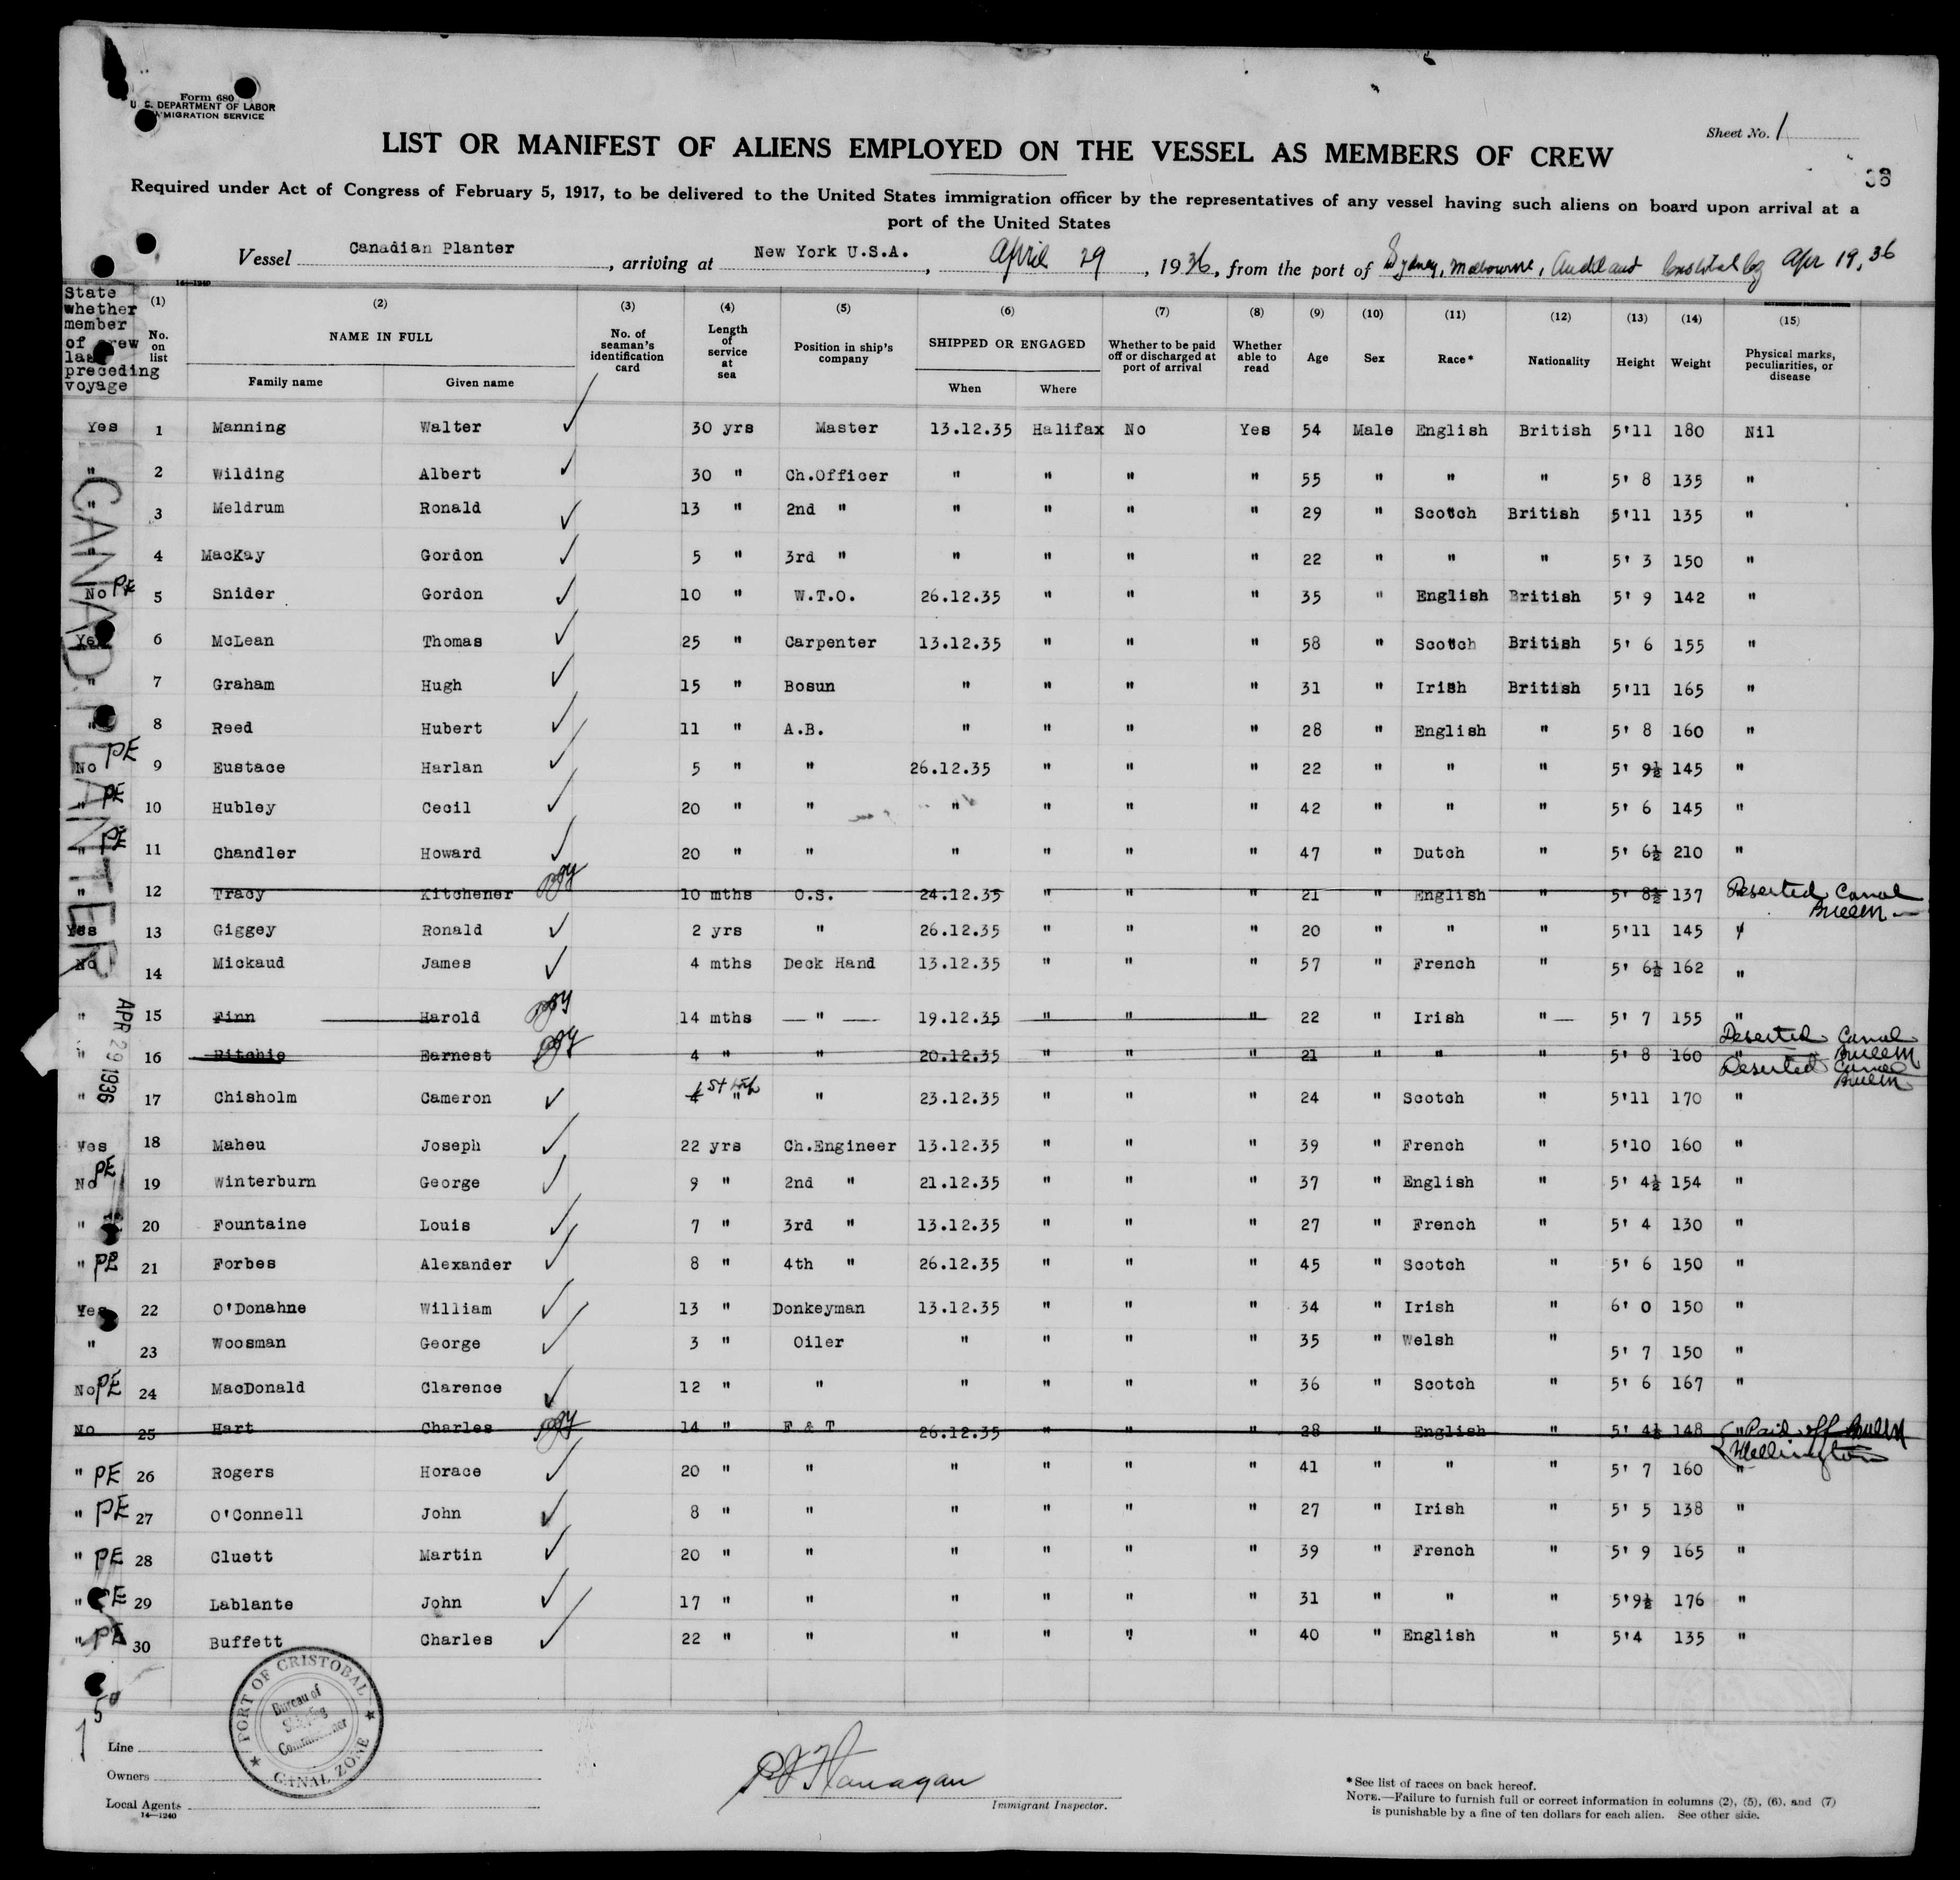 Form 680
U. S. DEPARTMENT OF LABOR
IMMIGRATION SERVICE
Sheet No. 1
LIST OR MANIFEST OF ALIENS EMPLOYED ON THE VESSEL AS MEMBERS OF CREW
38
Required under Act of Congress of February 5, 1917, to be delivered to the United States immigration officer by the representatives of any vessel having such aliens on board upon arrival at a
port of the United States
Vessel Canadian Planter, arriving at New York U.S.A., April 29, 1936, from the port of Sydney, Melbourne, Auckland Cristobal Apr 19, 36
14-1240
State whether member of crew last preceding voyage (1) No. on list (2) NAME IN FULL Family name Given name (3) No. of seaman's identification card (4) Length of service at sea (5) Position in ship's company (6) SHIPPED OR ENGAGED When Where (7) Whether to be paid off or discharged at port of arrival (8) Whether able to read (9) Age (10) Sex (11) Race* (12) Nationality (13) Height (14) Weight (15) Physical marks, peculiarities, or disease
Yes 1 Manning Walter 30 yrs Master 13.12.35 Halifax No Yes 54 Male English British 5'11 180 Nil
" 2 Wilding Albert 30 " Ch.Officer " " " " 55 " " " 5' 8 135 "
" 3 Meldrum Ronald 13 " 2nd " " " " " 29 " Scotch British 5'11 135 "
" 4 MacKay Gordon 5 " 3rd " " " " " 22 " " " 5' 3 150 "
No PE 5 Snider Gordon 10 " W.T.O. 26.12.35 " " " 35 " English British 5' 9 142 "
Yes 6 McLean Thomas 25 " Carpenter 13.12.35 " " " 58 " Scotch British 5' 6 155 "
" 7 Graham Hugh 15 " Bosun " " " " 31 " Irish British 5'11 165 "
" 8 Reed Hubert 11 " A.B. " " " " 28 " English " 5' 8 160 "
No PE 9 Eustace Harlan 5 " " 26.12.35 " " " 22 " " " 5' 9½ 145 "
" PE 10 Hubley Cecil 20 " " " " " " 42 " " " 5' 6 145 "
" PE 11 Chandler Howard 20 " " " " " " 47 " Dutch " 5' 6½ 210 "
" 12 Tracy Kitchener 10 mths O.S. 24.12.35 " " " 21 " English " 5' 8½ 137 Deserted Canal
Yes 13 Giggey Ronald 2 yrs " 26.12.35 " " " 20 " " " 5'11 145 "
No 14 Mickaud James 4 mths Deck Hand 13.12.35 " " " 57 " French " 5' 6½ 162 "
" 15 Finn Harold 14 mths " 19.12.35 " " " 22 " Irish " 5' 7 155 " Deserted Canal
" 16 Ritchie Earnest 4 " " 20.12.35 " " " 21 " " " 5' 8 160 " Deserted Canal
" 17 Chisholm Cameron " " 23.12.35 " " " 24 " Scotch " 5'11 170 "
Yes 18 Maheu Joseph 22 yrs Ch.Engineer 13.12.35 " " " 39 " French " 5'10 160 "
No PE 19 Winterburn George 9 " 2nd " 21.12.35 " " " 37 " English " 5' 4½ 154 "
" 20 Fountaine Louis 7 " 3rd " 13.12.35 " " " 27 " French " 5' 4 130 "
" PE 21 Forbes Alexander 8 " 4th " 26.12.35 " " " 45 " Scotch " 5' 6 150 "
Yes 22 O'Donahne William 13 " Donkeyman 13.12.35 " " " 34 " Irish " 6' 0 150 "
" 23 Woosman George 3 " Oiler " " " " 35 " Welsh " 5' 7 150 "
No PE 24 MacDonald Clarence 12 " " " " " " 36 " Scotch " 5' 6 167 "
No 25 Hart Charles 14 " F & T 26.12.35 " " " 28 " English " 5' 4½ 148 " Paid off Wellington
" PE 26 Rogers Horace 20 " " " " " " 41 " " " 5' 7 160 "
" PE 27 O'Connell John 8 " " " " " " 27 " Irish " 5' 5 138 "
" PE 28 Cluett Martin 20 " " " " " " 39 " French " 5' 9 165 "
" PE 29 Lablante John 17 " " " " " " 31 " " " 5'9½ 176 "
" PE 30 Buffett Charles 22 " " " " " " 40 " English " 5'4 135 "
CANAD. PLANTER
APR 29 1936
PORT OF CRISTOBAL
Bureau of
Shipping
Commissioner
CANAL ZONE
Line
Owners
Local Agents
14-1240
Flanagan
Immigrant Inspector.
*See list of races on back hereof.
NOTE.—Failure to furnish full or correct information in columns (2), (5), (6), and (7)
is punishable by a fine of ten dollars for each alien. See other side.